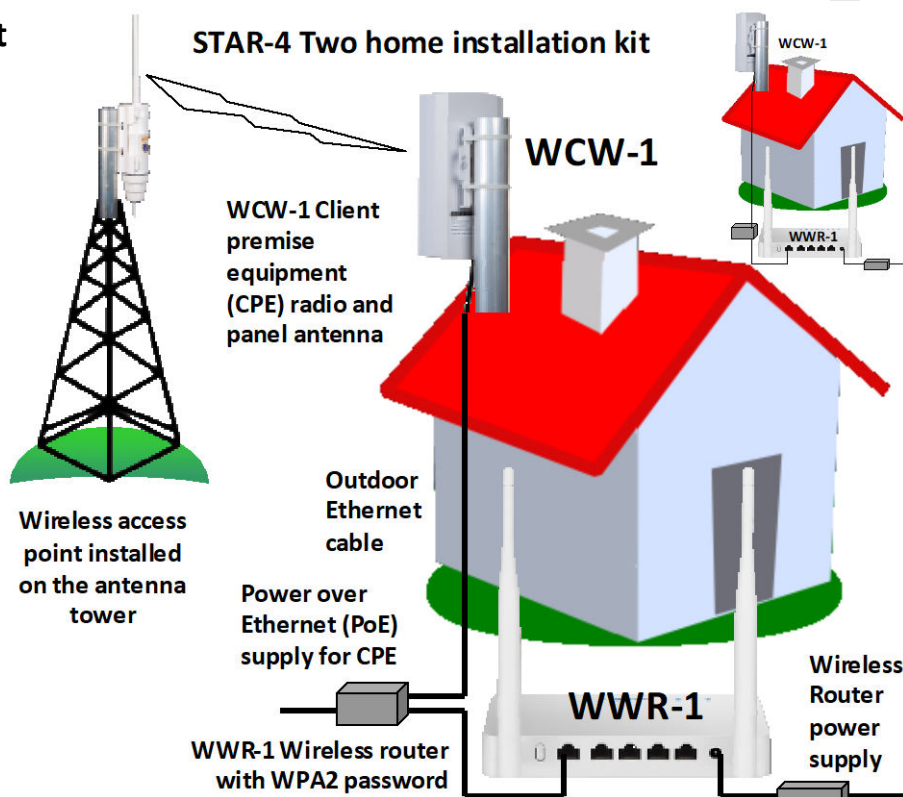 t
STAR-4 Two home installation kit
WCW-1
WCW-1
WCW-1 Client
premise
equipment
(CPE) radio and
panel antenna
WWR-1
Outdoor
Ethernet
cable
Wireless access
point installed
on the antenna
tower
Power over
Ethernet (PoE)
supply for CPE
WWR-1
Wireless
Router
power
supply
WWR-1 Wireless router
with WPA2 password